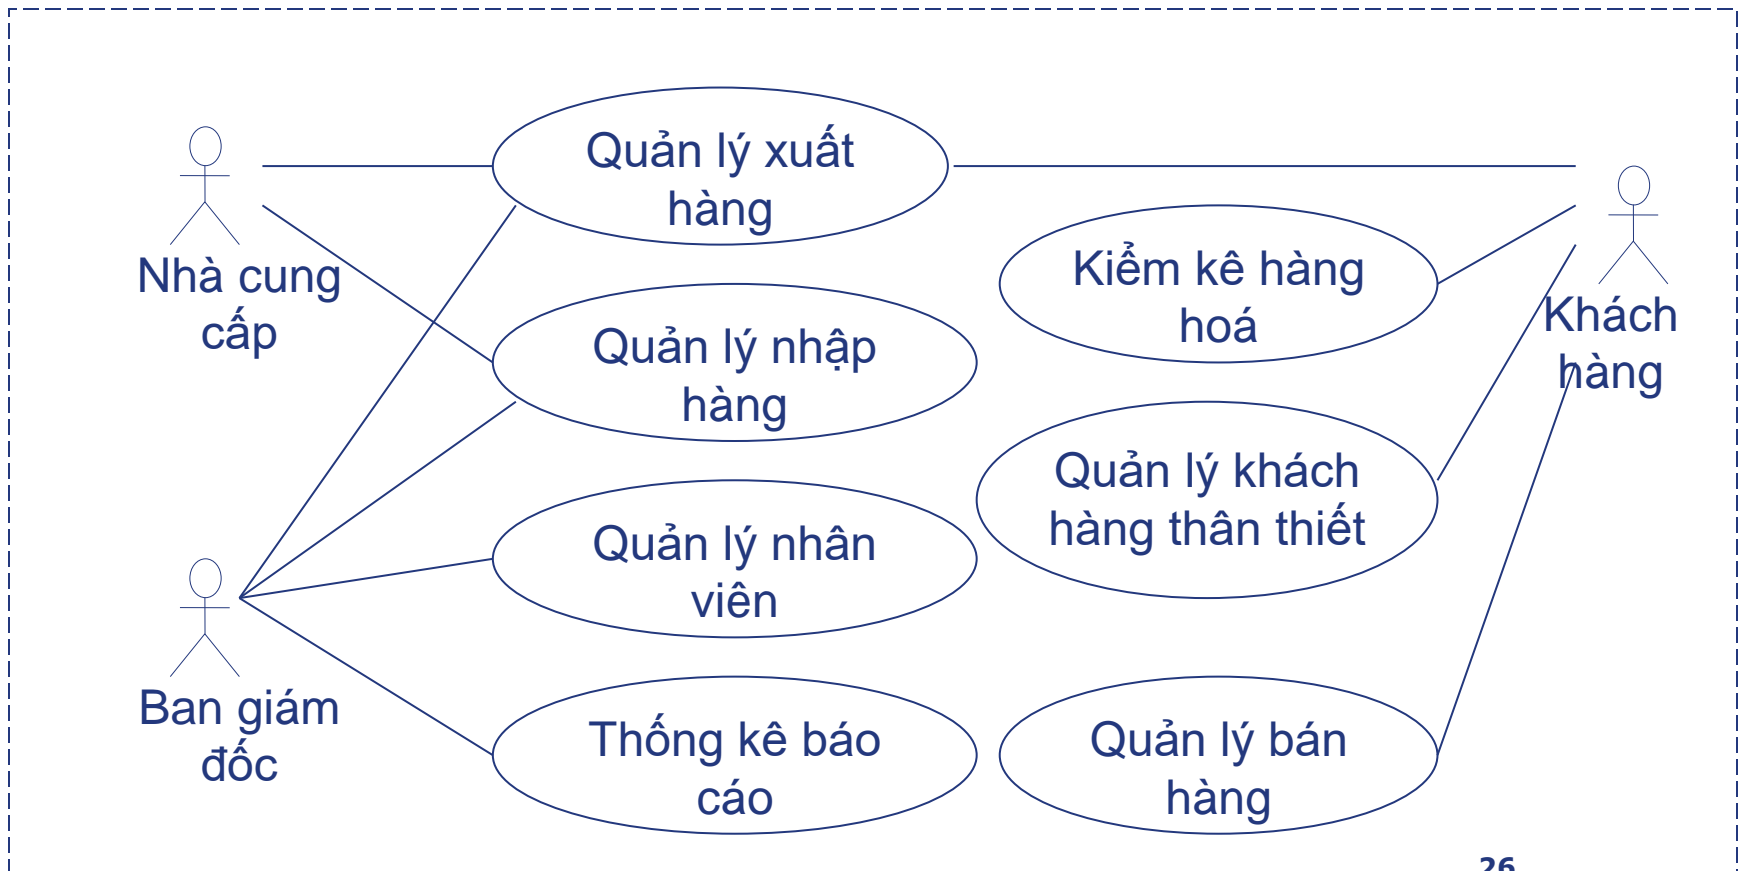 Quản lý xuất
hàng
Nhà cung
cấp
Kiểm kê hàng
hoá
Khách
hàng
Quản lý nhập
hàng
Quản lý khách
hàng thân thiết
Quản lý nhân
viên
Ban giám
đốc
Thống kê báo
cáo
Quản lý bán
hàng
26